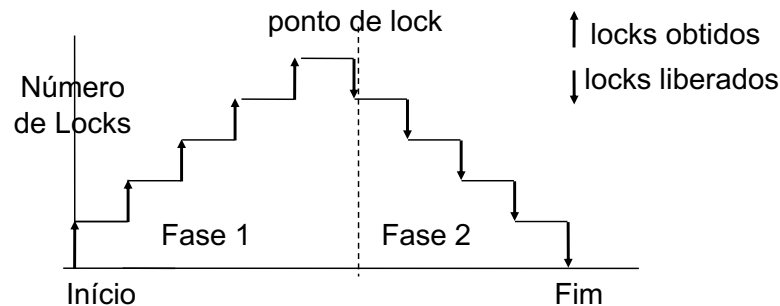 ponto de lock
locks obtidos
locks liberados
Número
de Locks
Fase 1
Fase 2
Início
Fim